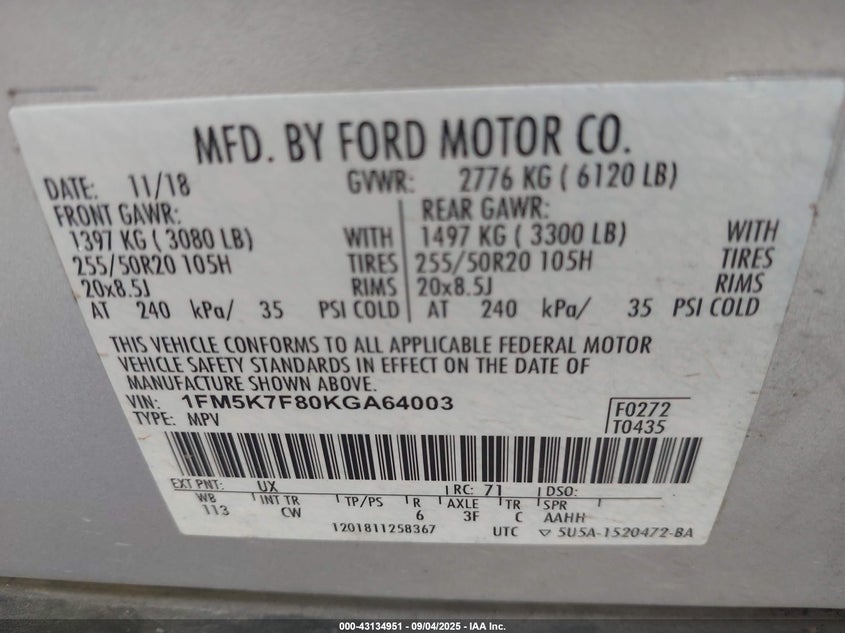 MFD. BY FORD MOTOR CO.
DATE: 11/18 GVWR: 2776 KG ( 6120 LB)
FRONT GAWR: REAR GAWR:
1397 KG ( 3080 LB) WITH 1497 KG ( 3300 LB) WITH
255/50R20 105H TIRES 255/50R20 105H TIRES
20x8.5J RIMS 20x8.5J RIMS
AT 240 kPa/ 35 PSI COLD AT 240 kPa/ 35 PSI COLD
THIS VEHICLE CONFORMS TO ALL APPLICABLE FEDERAL MOTOR
VEHICLE SAFETY STANDARDS IN EFFECT ON THE DATE OF
MANUFACTURE SHOWN ABOVE.
VIN: 1FM5K7F80KGA64003 F0272
TYPE: MPV T0435
EXT PNT: UX RC: 71 DSO:
WB INT TR TP/PS R AXLE TR SPR
113 CW 6 3F C AAHH
1201811258367 UTC ▽ 5U5A-1520472-BA
000-43134951 - 09/04/2025 - IAA Inc.